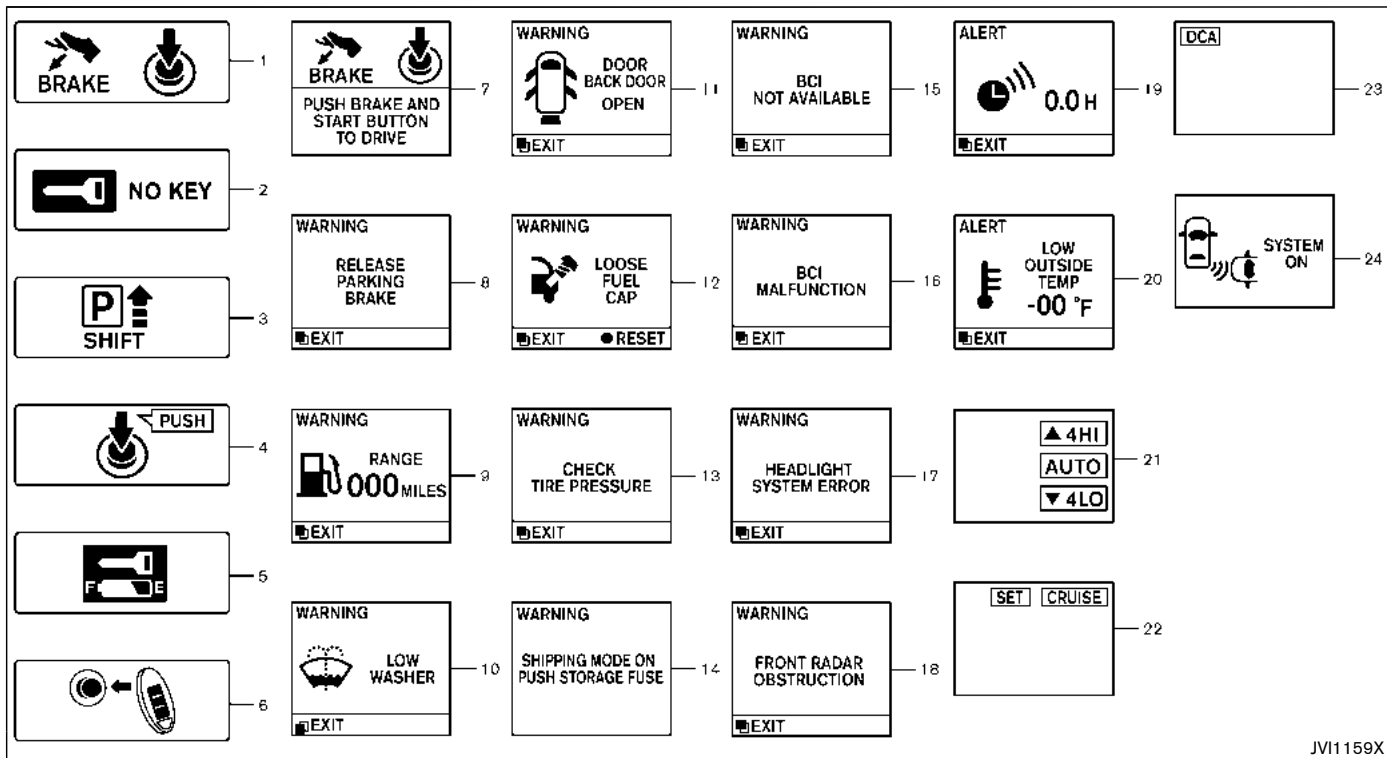 BRAKE
1
NO KEY
2
P
SHIFT
3
PUSH
4
F E
5
6
BRAKE
PUSH BRAKE AND
START BUTTON
TO DRIVE
7
WARNING
RELEASE
PARKING
BRAKE
EXIT
8
WARNING
RANGE
000 MILES
EXIT
9
WARNING
LOW
WASHER
EXIT
10
WARNING
DOOR
BACK DOOR
OPEN
EXIT
11
WARNING
LOOSE
FUEL
CAP
EXIT ●RESET
12
WARNING
CHECK
TIRE PRESSURE
EXIT
13
WARNING
SHIPPING MODE ON
PUSH STORAGE FUSE
14
WARNING
BCI
NOT AVAILABLE
EXIT
15
WARNING
BCI
MALFUNCTION
EXIT
16
WARNING
HEADLIGHT
SYSTEM ERROR
EXIT
17
WARNING
FRONT RADAR
OBSTRUCTION
EXIT
18
ALERT
0.0 H
EXIT
19
ALERT
LOW
OUTSIDE
TEMP
-00 °F
EXIT
20
▲ 4HI
AUTO
▼ 4LO
21
SET CRUISE
22
DCA
23
SYSTEM
ON
24
JVI1159X